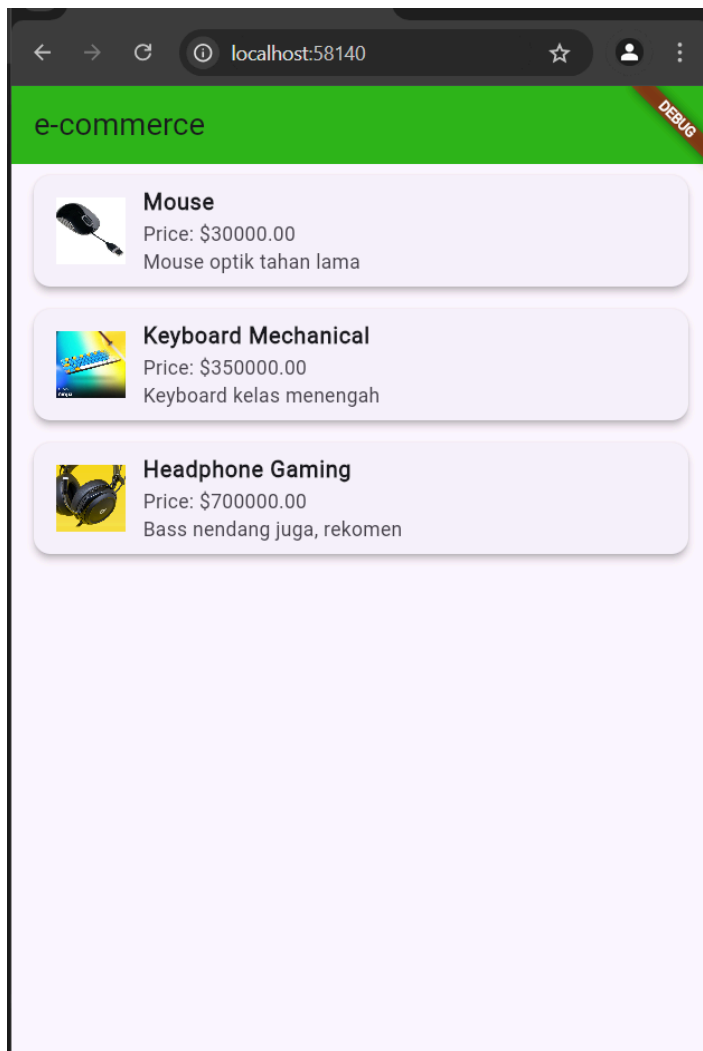 localhost:58140
e-commerce
DEBUG
Mouse
Price: $30000.00
Mouse optik tahan lama
Keyboard Mechanical
Price: $350000.00
Keyboard kelas menengah
Headphone Gaming
Price: $700000.00
Bass nendang juga, rekomen